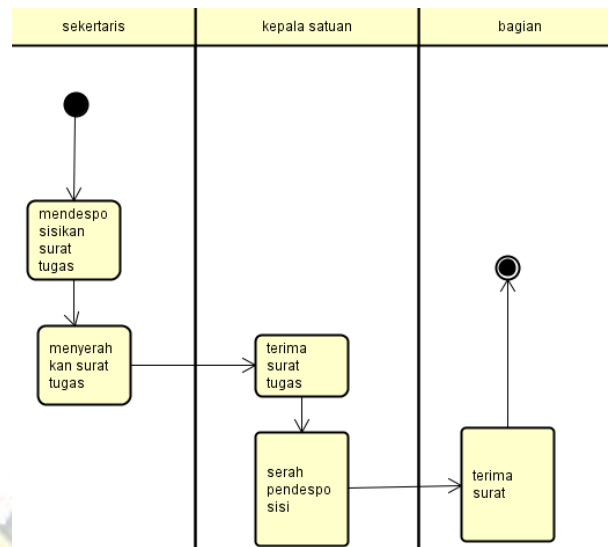 sekertaris
kepala satuan
bagian
mendespo
sisikan
surat
tugas
menyerah
kan surat
tugas
terima
surat
tugas
serah
pendespo
sisi
terima
surat